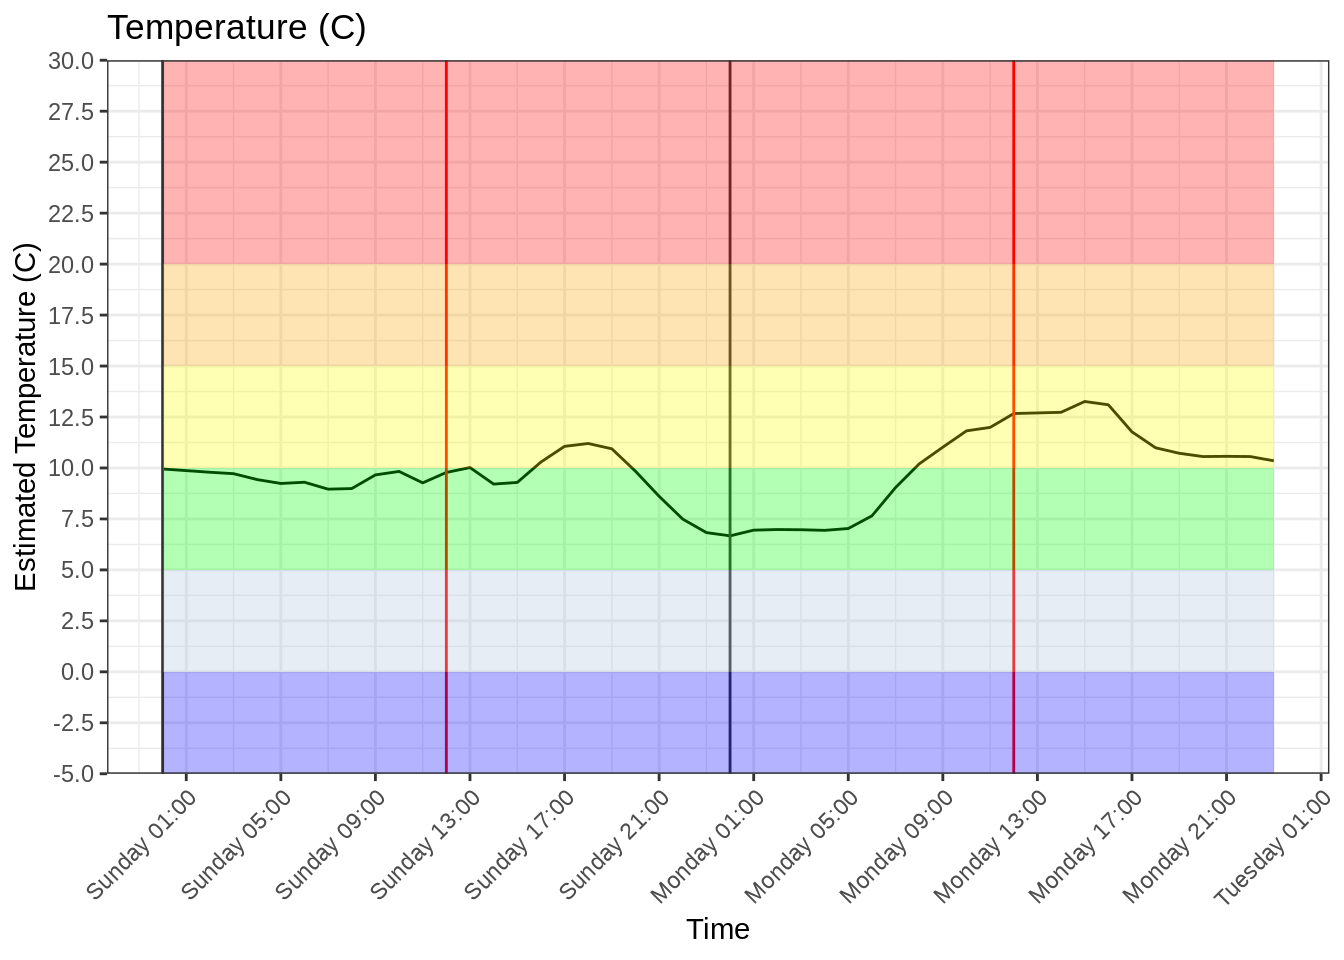 Temperature (C)
30.0
27.5
25.0
22.5
20.0
17.5
15.0
12.5
10.0
7.5
5.0
2.5
0.0
-2.5
-5.0
Estimated Temperature (C)
Sunday 01:00
Sunday 05:00
Sunday 09:00
Sunday 13:00
Sunday 17:00
Sunday 21:00
Monday 01:00
Monday 05:00
Monday 09:00
Monday 13:00
Monday 17:00
Monday 21:00
Tuesday 01:00
Time